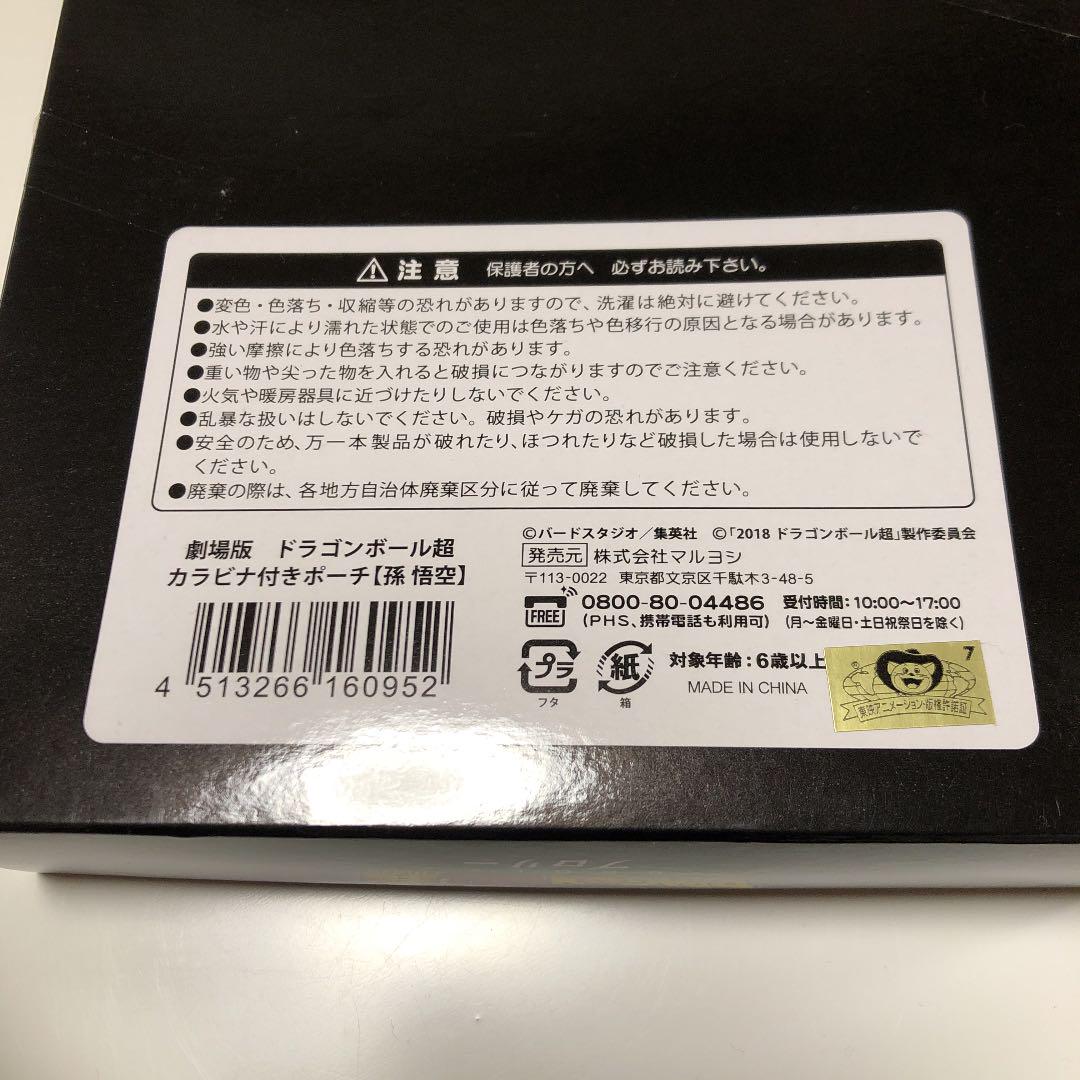 注意 保護者の方へ 必ずお読み下さい。
●変色・色落ち・収縮等の恐れがありますので、洗濯は絶対に避けてください。
●水や汗により濡れた状態でのご使用は色落ちや色移行の原因となる場合があります。
●強い摩擦により色落ちする恐れがあります。
●重い物や尖った物を入れると破損につながりますのでご注意ください。
●火気や暖房器具に近づけたりしないでください。
●乱暴な扱いはしないでください。破損やケガの恐れがあります。
●安全のため、万一本製品が破れたり、ほつれたりなど破損した場合は使用しないで
ください。
●廃棄の際は、各地方自治体廃棄区分に従って廃棄してください。
劇場版 ドラゴンボール超
カラビナ付きポーチ【孫 悟空】
4 513266 160952
©バードスタジオ／集英社 ©「2018 ドラゴンボール超」製作委員会
発売元 株式会社マルヨシ
〒113-0022 東京都文京区千駄木3-48-5
FREE 0800-80-04486 受付時間：10:00〜17:00
(PHS、携帯電話も利用可) (月〜金曜日・土日祝祭日を除く)
プラ 紙 対象年齢：6歳以上
フタ 箱 MADE IN CHINA
7
東映アニメーション・版権許諾証
ブロリー